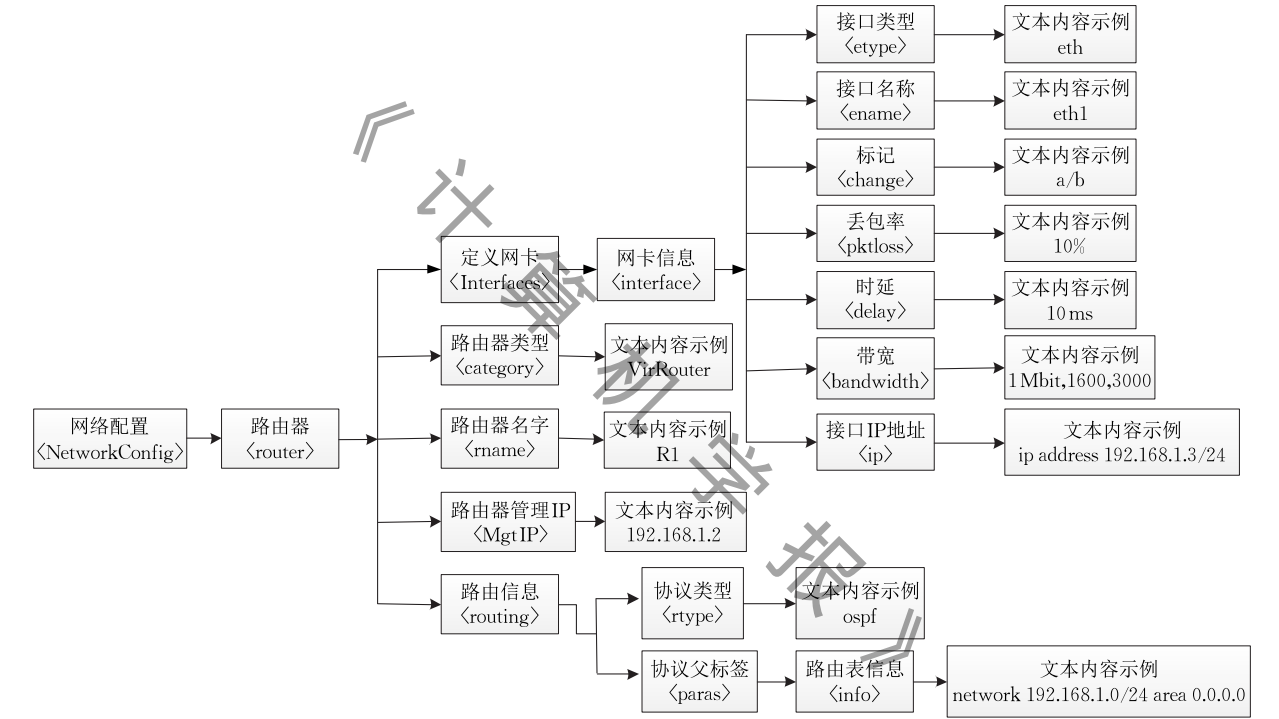 网络配置
〈NetworkConfig〉
路由器
〈router〉
定义网卡
〈Interfaces〉
网卡信息
〈interface〉
接口类型
〈etype〉
文本内容示例
eth
接口名称
〈ename〉
文本内容示例
eth1
标记
〈change〉
文本内容示例
a/b
丢包率
〈pktloss〉
文本内容示例
10%
时延
〈delay〉
文本内容示例
10 ms
带宽
〈bandwidth〉
文本内容示例
1 Mbit,1600,3000
接口IP地址
〈ip〉
文本内容示例
ip address 192.168.1.3/24
路由器类型
〈category〉
文本内容示例
VirRouter
路由器名字
〈rname〉
文本内容示例
R1
路由器管理IP
〈MgtIP〉
文本内容示例
192.168.1.2
路由信息
〈routing〉
协议类型
〈rtype〉
文本内容示例
ospf
协议父标签
〈paras〉
路由表信息
〈info〉
文本内容示例
network 192.168.1.0/24 area 0.0.0.0
《计算机学报》